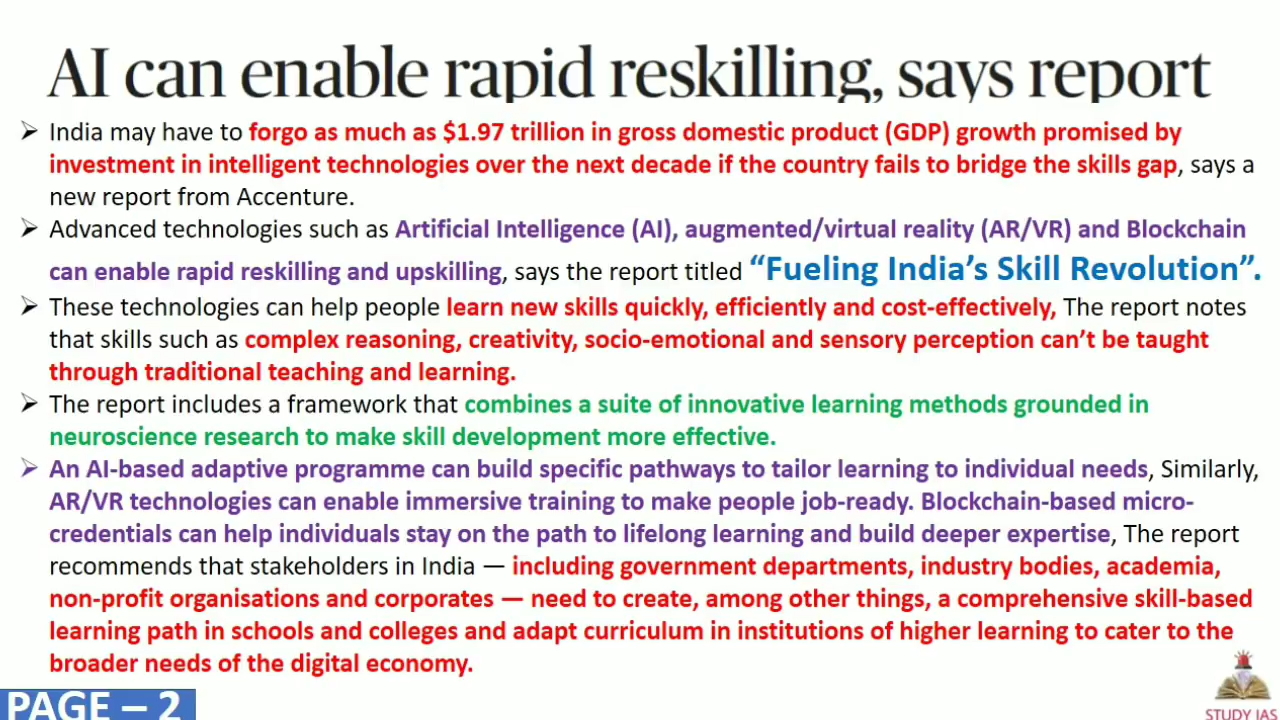 AI can enable rapid reskilling, says report
➢ India may have to forgo as much as $1.97 trillion in gross domestic product (GDP) growth promised by
investment in intelligent technologies over the next decade if the country fails to bridge the skills gap, says a
new report from Accenture.
➢ Advanced technologies such as Artificial Intelligence (AI), augmented/virtual reality (AR/VR) and Blockchain
can enable rapid reskilling and upskilling, says the report titled “Fueling India’s Skill Revolution”.
➢ These technologies can help people learn new skills quickly, efficiently and cost-effectively, The report notes
that skills such as complex reasoning, creativity, socio-emotional and sensory perception can’t be taught
through traditional teaching and learning.
➢ The report includes a framework that combines a suite of innovative learning methods grounded in
neuroscience research to make skill development more effective.
➢ An AI-based adaptive programme can build specific pathways to tailor learning to individual needs, Similarly,
AR/VR technologies can enable immersive training to make people job-ready. Blockchain-based micro-
credentials can help individuals stay on the path to lifelong learning and build deeper expertise, The report
recommends that stakeholders in India — including government departments, industry bodies, academia,
non-profit organisations and corporates — need to create, among other things, a comprehensive skill-based
learning path in schools and colleges and adapt curriculum in institutions of higher learning to cater to the
broader needs of the digital economy.
PAGE – 2
STUDY IAS